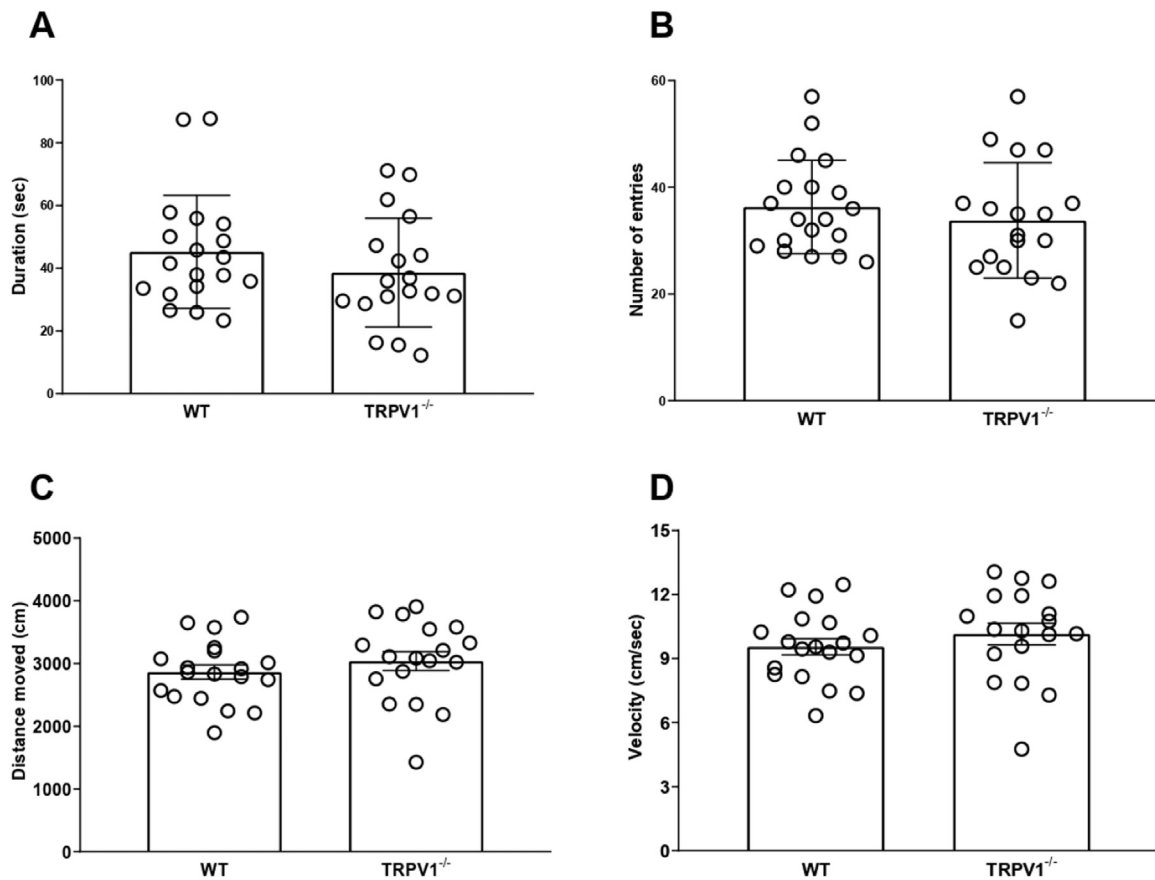 A
Duration (sec)
100
80
60
40
20
0
WT TRPV1-/-
B
Number of entries
60
40
20
0
WT TRPV1-/-
C
Distance moved (cm)
5000
4000
3000
2000
1000
0
WT TRPV1-/-
D
Velocity (cm/sec)
15
12
9
6
3
0
WT TRPV1-/-